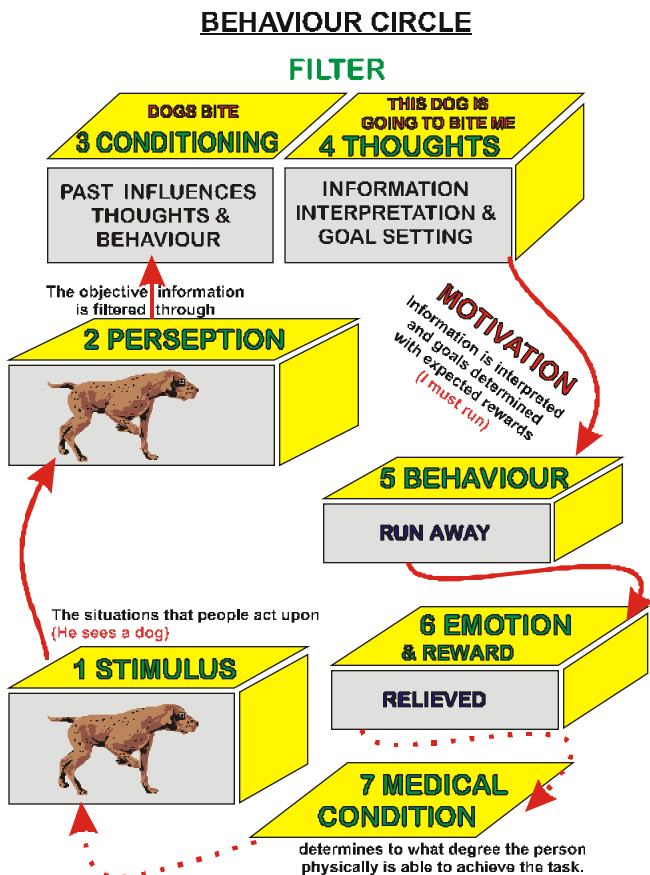 BEHAVIOUR CIRCLE
FILTER
DOGS BITE
3 CONDITIONING
PAST INFLUENCES
THOUGHTS &
BEHAVIOUR
THIS DOG IS
GOING TO BITE ME
4 THOUGHTS
INFORMATION
INTERPRETATION &
GOAL SETTING
The objective information
is filtered through
2 PERSEPTION
MOTIVATION
Information is interpreted
and goals determined
with expected rewards
(I must run)
5 BEHAVIOUR
RUN AWAY
The situations that people act upon
(He sees a dog)
1 STIMULUS
6 EMOTION
& REWARD
RELIEVED
7 MEDICAL
CONDITION
determines to what degree the person
physically is able to achieve the task.